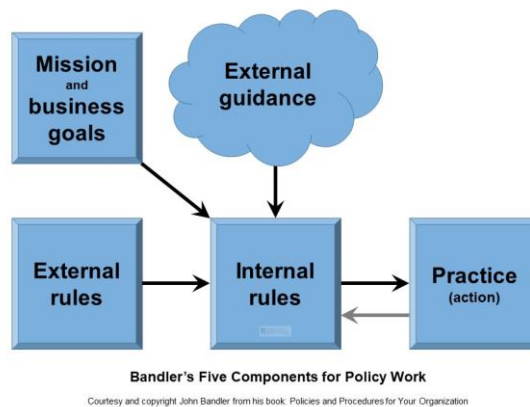 Mission
and
business
goals
External
guidance
External
rules
Internal
rules
Practice
(action)
Bandler's Five Components for Policy Work
Courtesy and copyright John Bandler from his book: Policies and Procedures for Your Organization